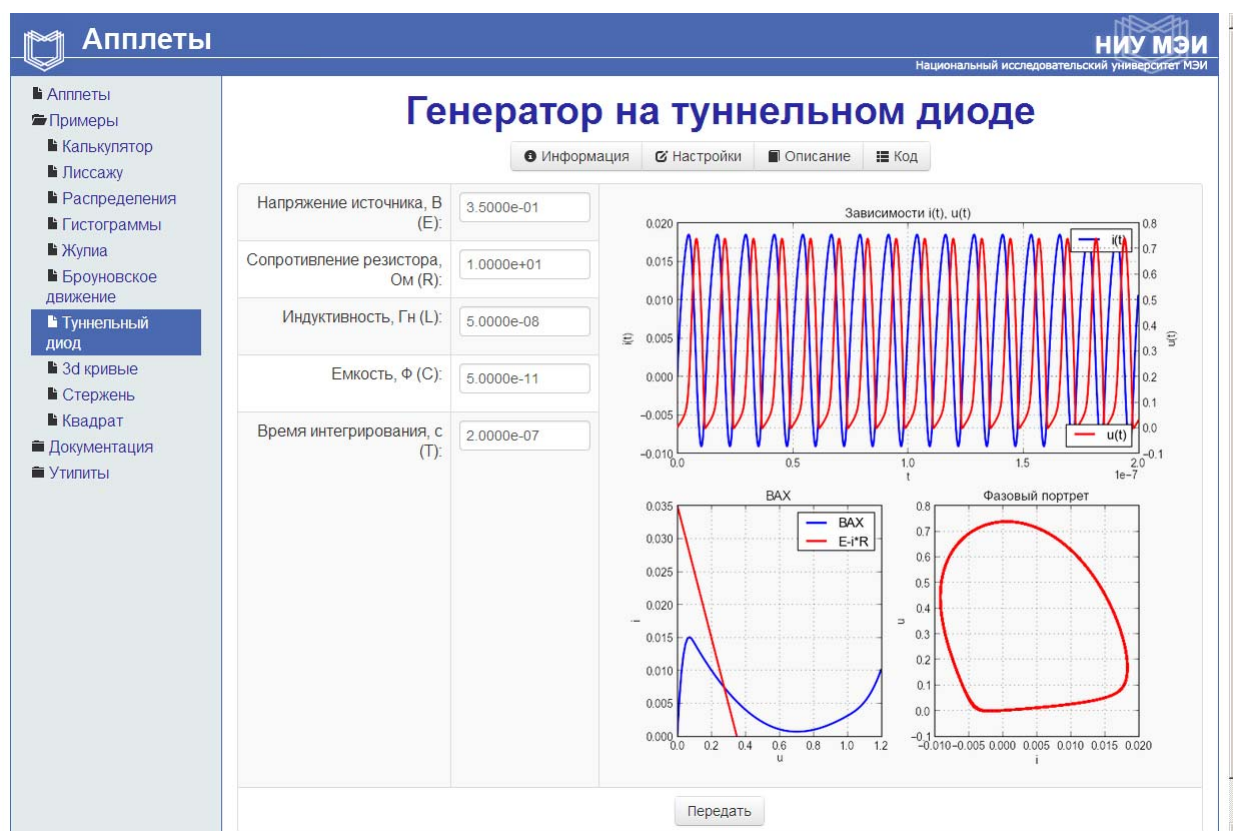 Апплеты
НИУ МЭИ
Национальный исследовательский университет МЭИ
Апплеты
Примеры
Калькулятор
Лиссажу
Распределения
Гистограммы
Жулиа
Броуновское
движение
Туннельный
диод
3d кривые
Стержень
Квадрат
Документация
Утилиты
Генератор на туннельном диоде
Информация Настройки Описание Код
Напряжение источника, В
(E):
3.5000e-01
Сопротивление резистора,
Ом (R):
1.0000e+01
Индуктивность, Гн (L):
5.0000e-08
Емкость, Ф (C):
5.0000e-11
Время интегрирования, с
(T):
2.0000e-07
Зависимости i(t), u(t)
0.020
0.015
0.010
0.005
0.000
−0.005
−0.010
i(t)
0.8
0.7
0.6
0.5
0.4
0.3
0.2
0.1
0.0
−0.1
u(t)
i(t)
u(t)
0.0 0.5 1.0 1.5 2.0
t
1e−7
ВАХ
0.035
0.030
0.025
0.020
0.015
0.010
0.005
0.000
i
ВАХ
E-i*R
0.0 0.2 0.4 0.6 0.8 1.0 1.2
u
Фазовый портрет
0.8
0.7
0.6
0.5
0.4
0.3
0.2
0.1
0.0
−0.1
u
−0.010 −0.005 0.000 0.005 0.010 0.015 0.020
i
Передать